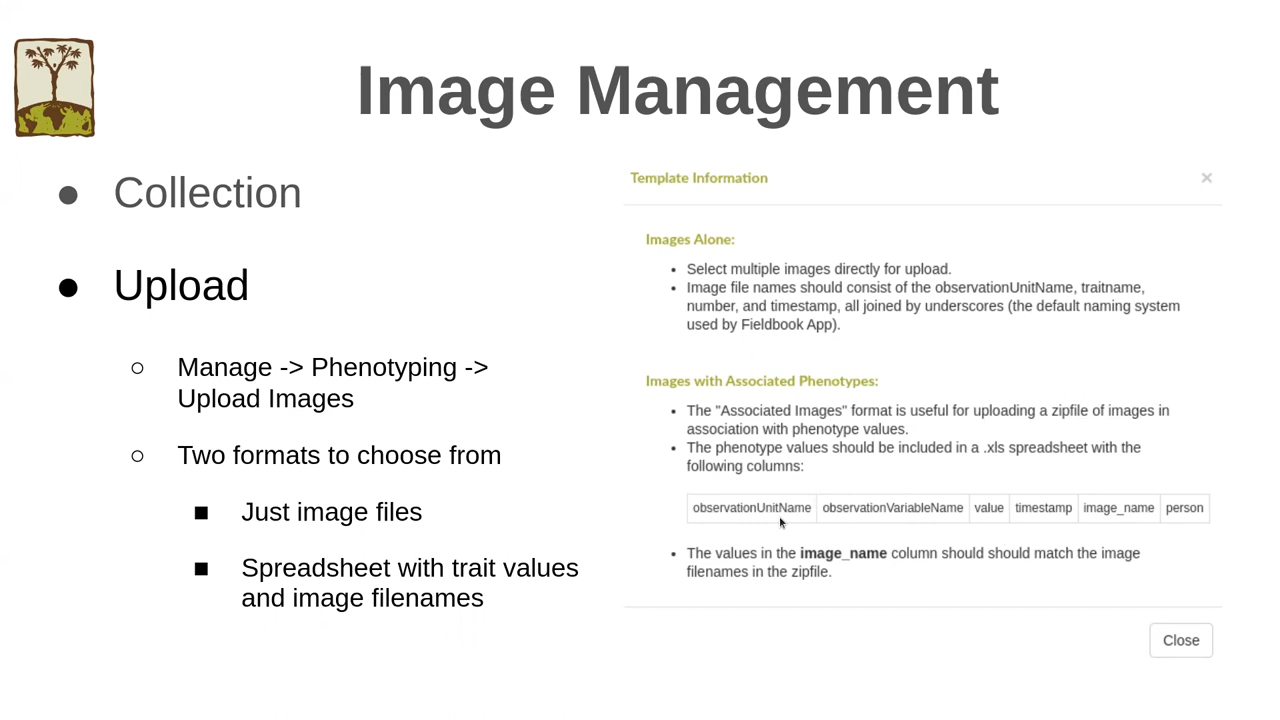 Image Management
● Collection
● Upload
○ Manage -> Phenotyping ->
Upload Images
○ Two formats to choose from
■ Just image files
■ Spreadsheet with trait values
and image filenames
Template Information ×
Images Alone:
• Select multiple images directly for upload.
• Image file names should consist of the observationUnitName, traitname,
number, and timestamp, all joined by underscores (the default naming system
used by Fieldbook App).
Images with Associated Phenotypes:
• The "Associated Images" format is useful for uploading a zipfile of images in
association with phenotype values.
• The phenotype values should be included in a .xls spreadsheet with the
following columns:
observationUnitName observationVariableName value timestamp image_name person
• The values in the image_name column should should match the image
filenames in the zipfile.
Close